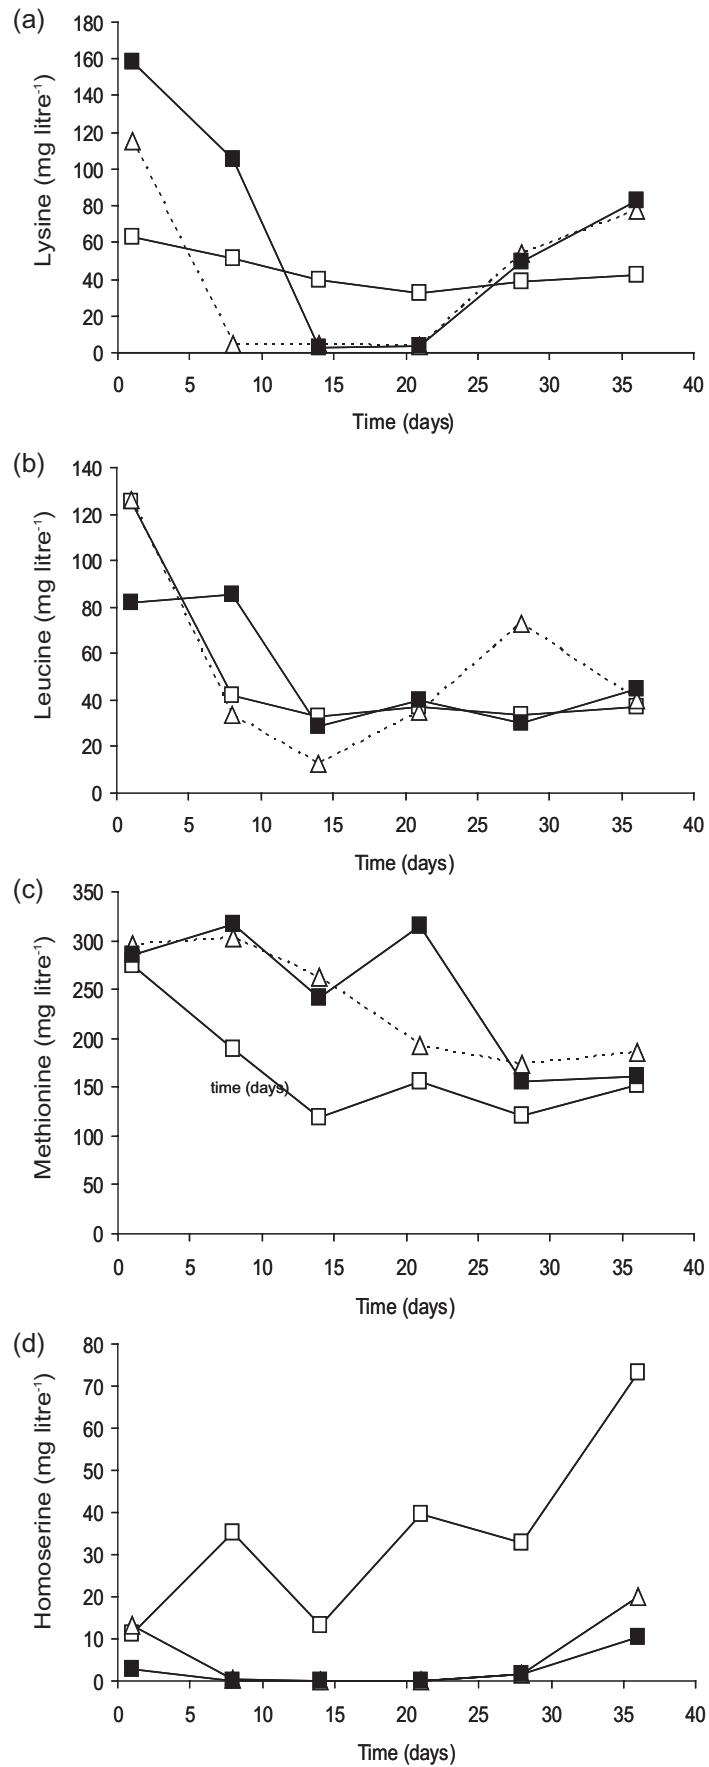 (a)
Lysine (mg litre-1)
180
160
140
120
100
80
60
40
20
0
0 5 10 15 20 25 30 35 40
Time (days)
(b)
Leucine (mg litre-1)
140
120
100
80
60
40
20
0
0 5 10 15 20 25 30 35 40
Time (days)
(c)
Methionine (mg litre-1)
350
300
250
200
150
100
50
0
time (days)
0 5 10 15 20 25 30 35 40
Time (days)
(d)
Homoserine (mg litre-1)
80
70
60
50
40
30
20
10
0
0 5 10 15 20 25 30 35 40
Time (days)